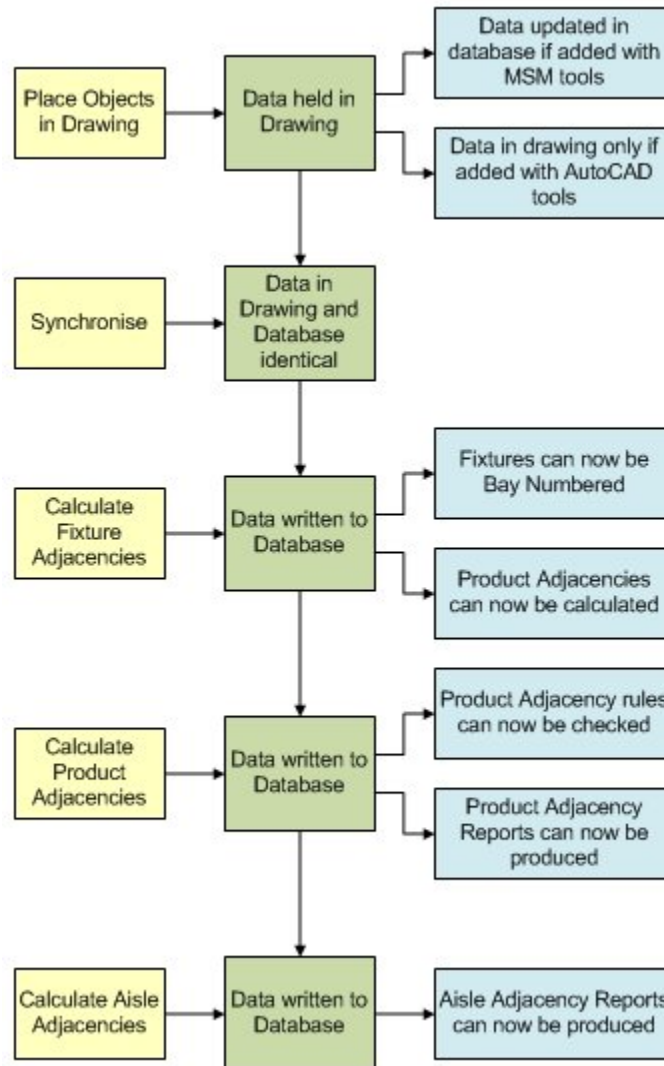 Place Objects
in Drawing
Data held in
Drawing
Data updated in
database if added with
MSM tools
Data in drawing only if
added with AutoCAD
tools
Synchronise
Data in
Drawing and
Database
identical
Calculate
Fixture
Adjacencies
Data written to
Database
Fixtures can now be
Bay Numbered
Product Adjacencies
can now be calculated
Calculate
Product
Adjacencies
Data written to
Database
Product Adjacency rules
can now be checked
Product Adjacency
Reports can now be
produced
Calculate Aisle
Adjacencies
Data written to
Database
Aisle Adjacency Reports
can now be produced